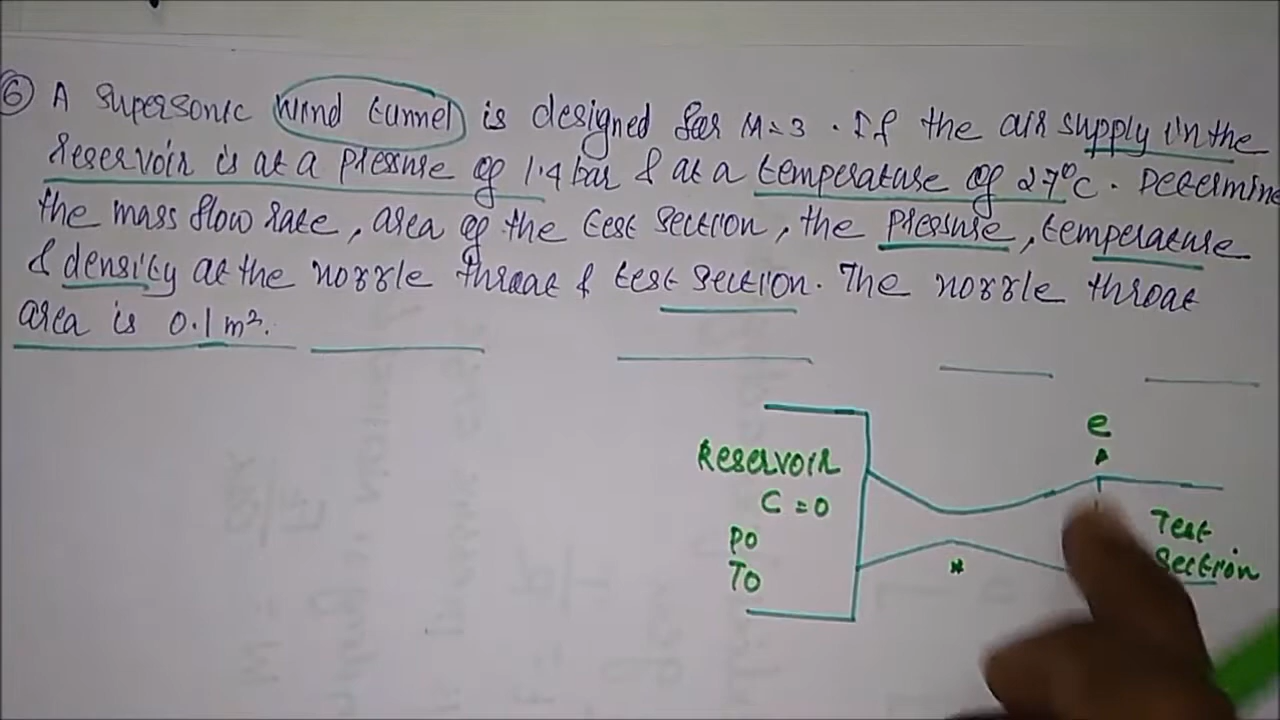 ⑥ A supersonic wind tunnel is designed for M=3. If the air supply in the
reservoir is at a pressure of 1.4 bar & at a temperature of 27°C. Determine
the mass flow rate, area of the test section, the pressure, temperature
& density at the nozzle throat & test section. The nozzle throat
area is 0.1 m².
e
Reservoir
C = 0
Po
To
*
Test
Section